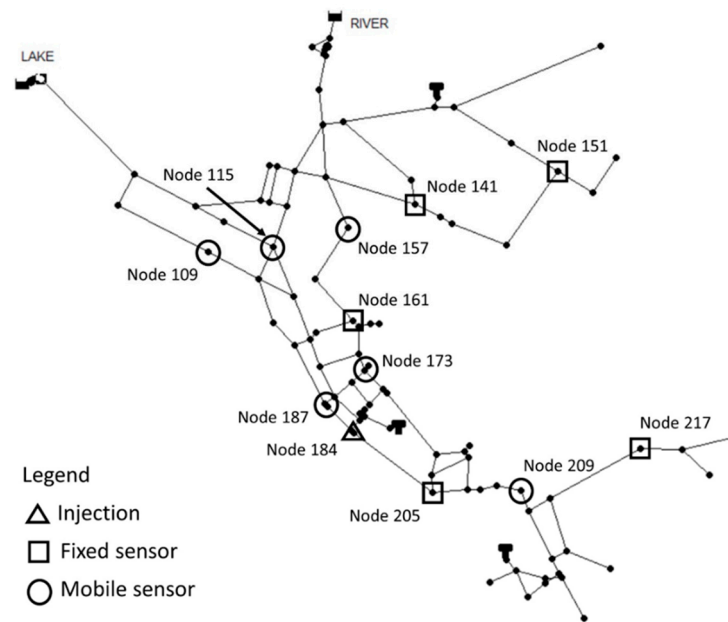 RIVER
LAKE
Node 151
Node 115
Node 141
Node 157
Node 109
Node 161
Node 173
Node 187
Node 217
Node 184
Node 209
Legend
Node 205
Injection
Fixed sensor
Mobile sensor